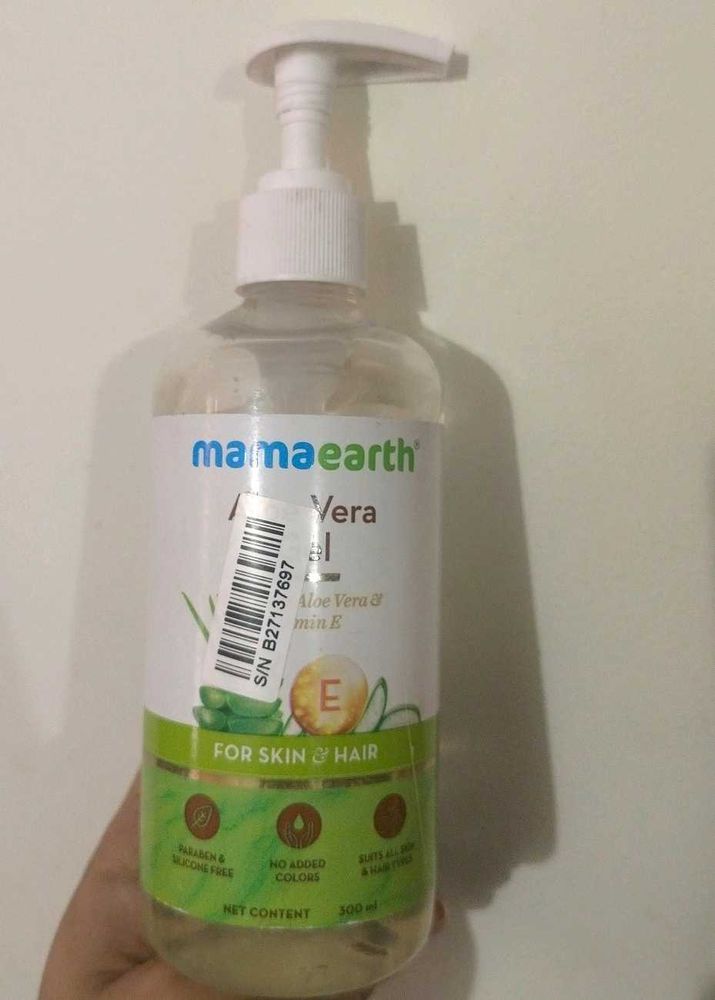 mamaearth®
Vera
S/N B27137697
Aloe Vera &
min E
E
FOR SKIN & HAIR
PARABEN &
SILICONE FREE
NO ADDED
COLORS
SUITS ALL SKIN
& HAIR TYPES
NET CONTENT 300 ml